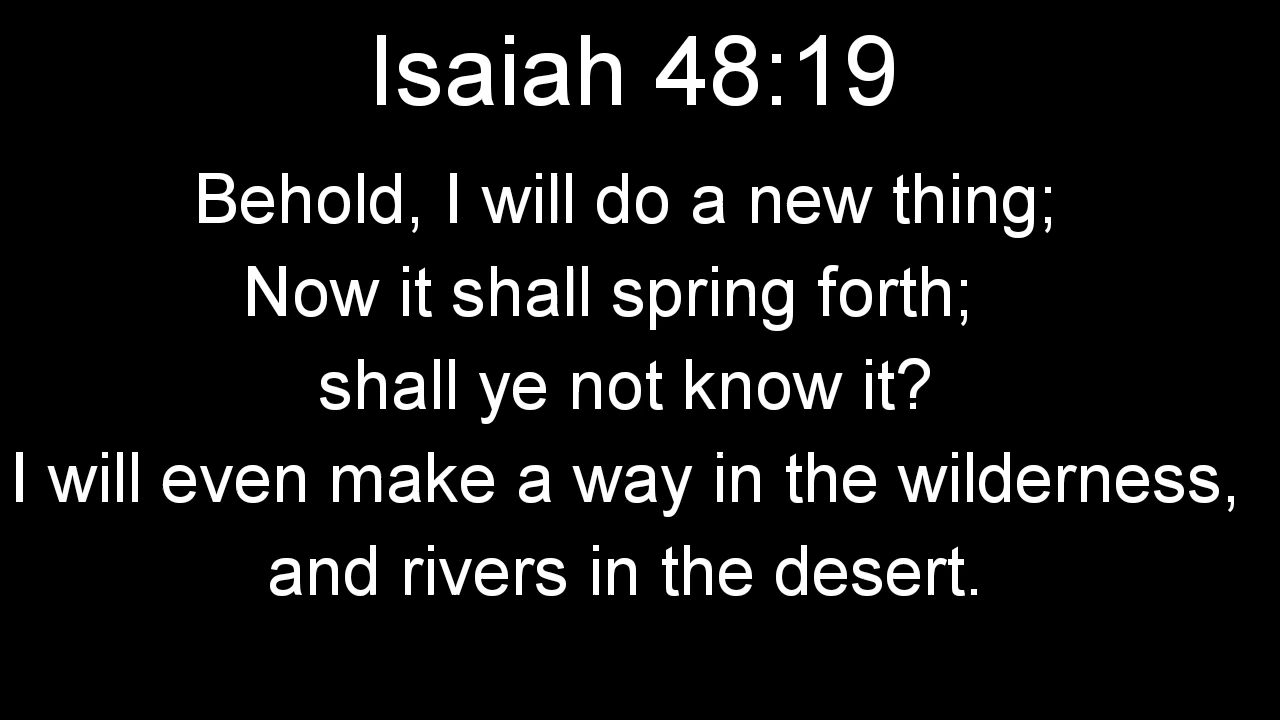 Isaiah 48:19
Behold, I will do a new thing;
Now it shall spring forth;
shall ye not know it?
I will even make a way in the wilderness,
and rivers in the desert.